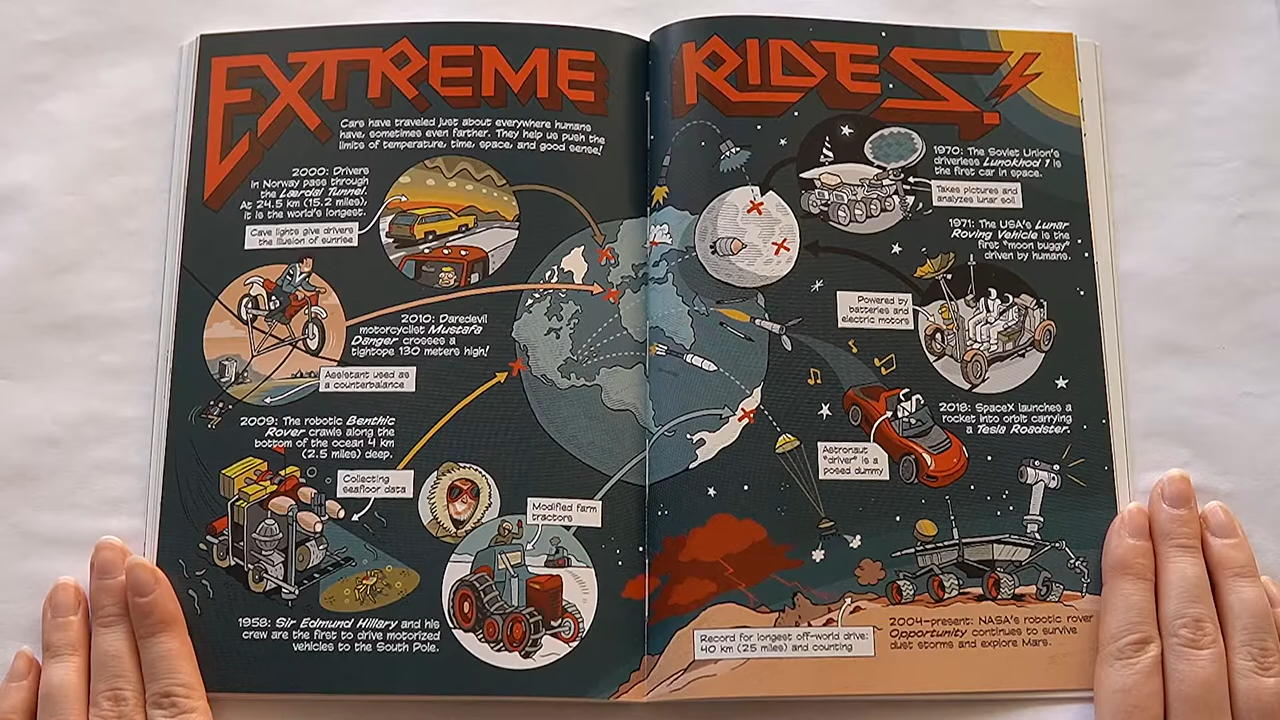 EXTREME RIDES!
Cars have traveled just about everywhere humans
have, sometimes even farther. They help us push the
limits of temperature, time, space, and good sense!
2000: Drivers
in Norway pass through
the Lærdal Tunnel.
At 24.5 km (15.2 miles),
it is the world's longest.
Cave lights give drivers
the illusion of sunrise
2010: Daredevil
motorcyclist Mustafa
Danger crosses a
tightope 130 meters high!
Assistant used as
a counterbalance
2009: The robotic Benthic
Rover crawls along the
bottom of the ocean 4 km
(2.5 miles) deep.
Collecting
seafloor data
Modified farm
tractors
1958: Sir Edmund Hillary and his
crew are the first to drive motorized
vehicles to the South Pole.
1970: The Soviet Union's
driverless Lunokhod 1 is
the first car in space.
Takes pictures and
analyzes lunar soil
1971: The USA's Lunar
Roving Vehicle is the
first "moon buggy"
driven by humans.
Powered by
batteries and
electric motors
2018: SpaceX launches a
rocket into orbit carrying
a Tesla Roadster.
Astronaut
"driver" is a
posed dummy
Record for longest off-world drive:
40 km (25 miles) and counting
2004–present: NASA's robotic rover
Opportunity continues to survive
dust storms and explore Mars.